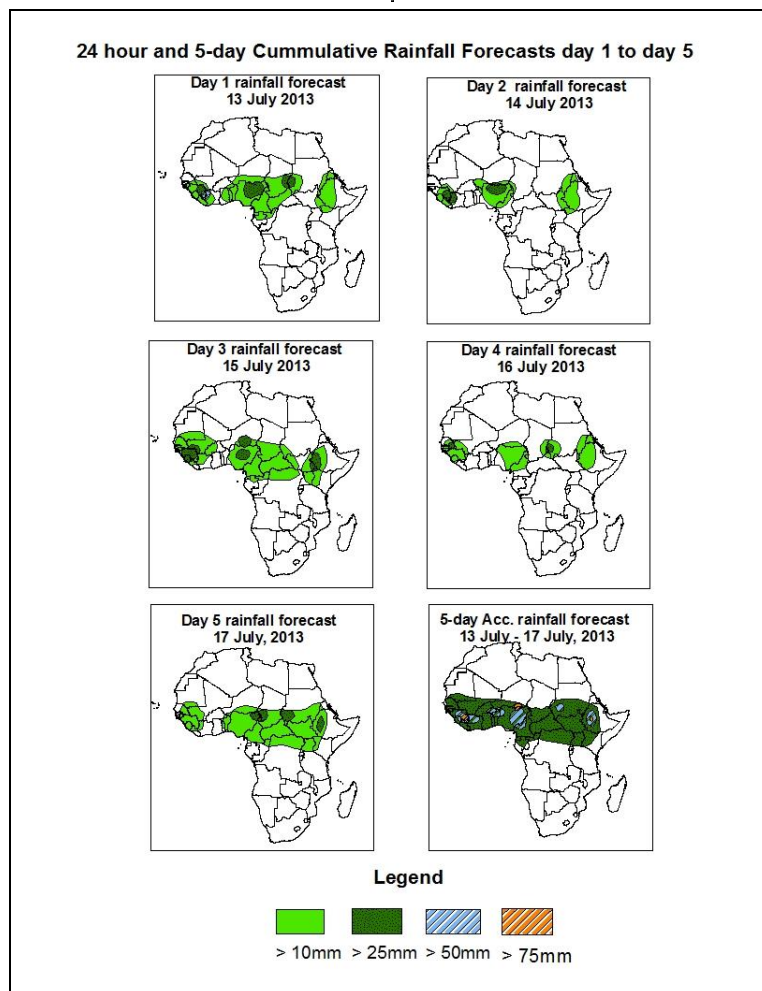 24 hour and 5-day Cummulative Rainfall Forecasts day 1 to day 5
Day 1 rainfall forecast
13 July 2013
Day 2 rainfall forecast
14 July 2013
Day 3 rainfall forecast
15 July 2013
Day 4 rainfall forecast
16 July 2013
Day 5 rainfall forecast
17 July, 2013
5-day Acc. rainfall forecast
13 July - 17 July, 2013
Legend
> 10mm > 25mm > 50mm > 75mm